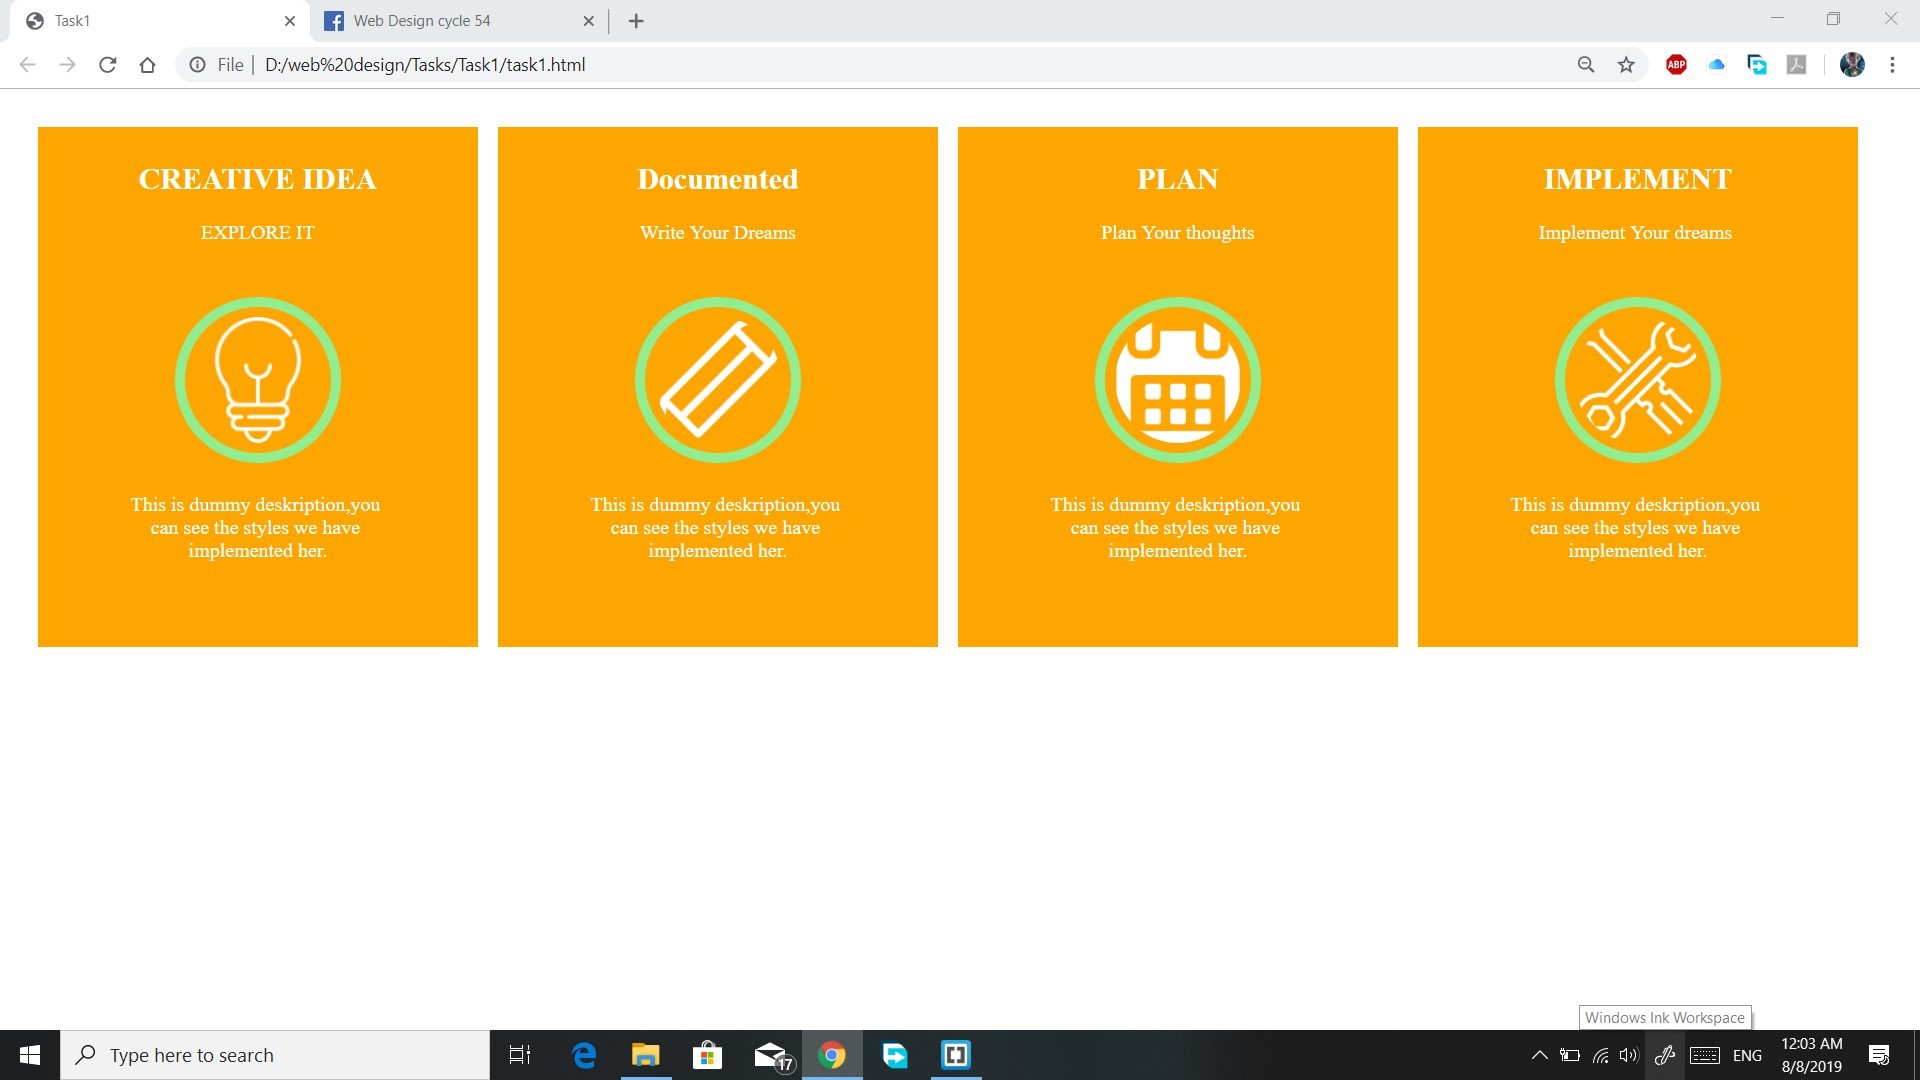 Task1
Web Design cycle 54
File
D:/web%20design/Tasks/Task1/task1.html
ABP
CREATIVE IDEA
EXPLORE IT
This is dummy deskription,you
can see the styles we have
implemented her.
Documented
Write Your Dreams
This is dummy deskription,you
can see the styles we have
implemented her.
PLAN
Plan Your thoughts
This is dummy deskription,you
can see the styles we have
implemented her.
IMPLEMENT
Implement Your dreams
This is dummy deskription,you
can see the styles we have
implemented her.
Windows Ink Workspace
Type here to search
17
ENG
12:03 AM
8/8/2019